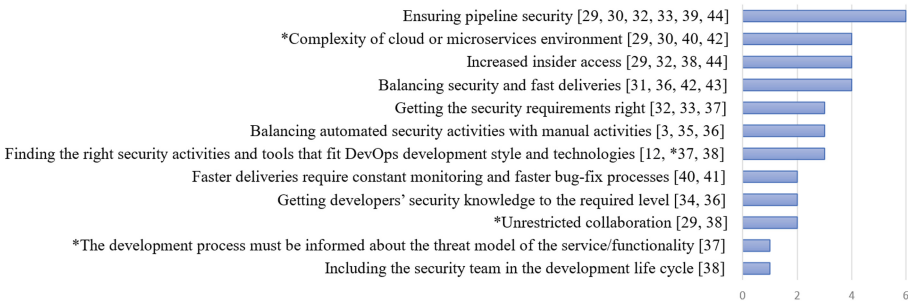 Ensuring pipeline security [29, 30, 32, 33, 39, 44]
*Complexity of cloud or microservices environment [29, 30, 40, 42]
Increased insider access [29, 32, 38, 44]
Balancing security and fast deliveries [31, 36, 42, 43]
Getting the security requirements right [32, 33, 37]
Balancing automated security activities with manual activities [3, 35, 36]
Finding the right security activities and tools that fit DevOps development style and technologies [12, *37, 38]
Faster deliveries require constant monitoring and faster bug-fix processes [40, 41]
Getting developers’ security knowledge to the required level [34, 36]
*Unrestricted collaboration [29, 38]
*The development process must be informed about the threat model of the service/functionality [37]
Including the security team in the development life cycle [38]
0 2 4 6